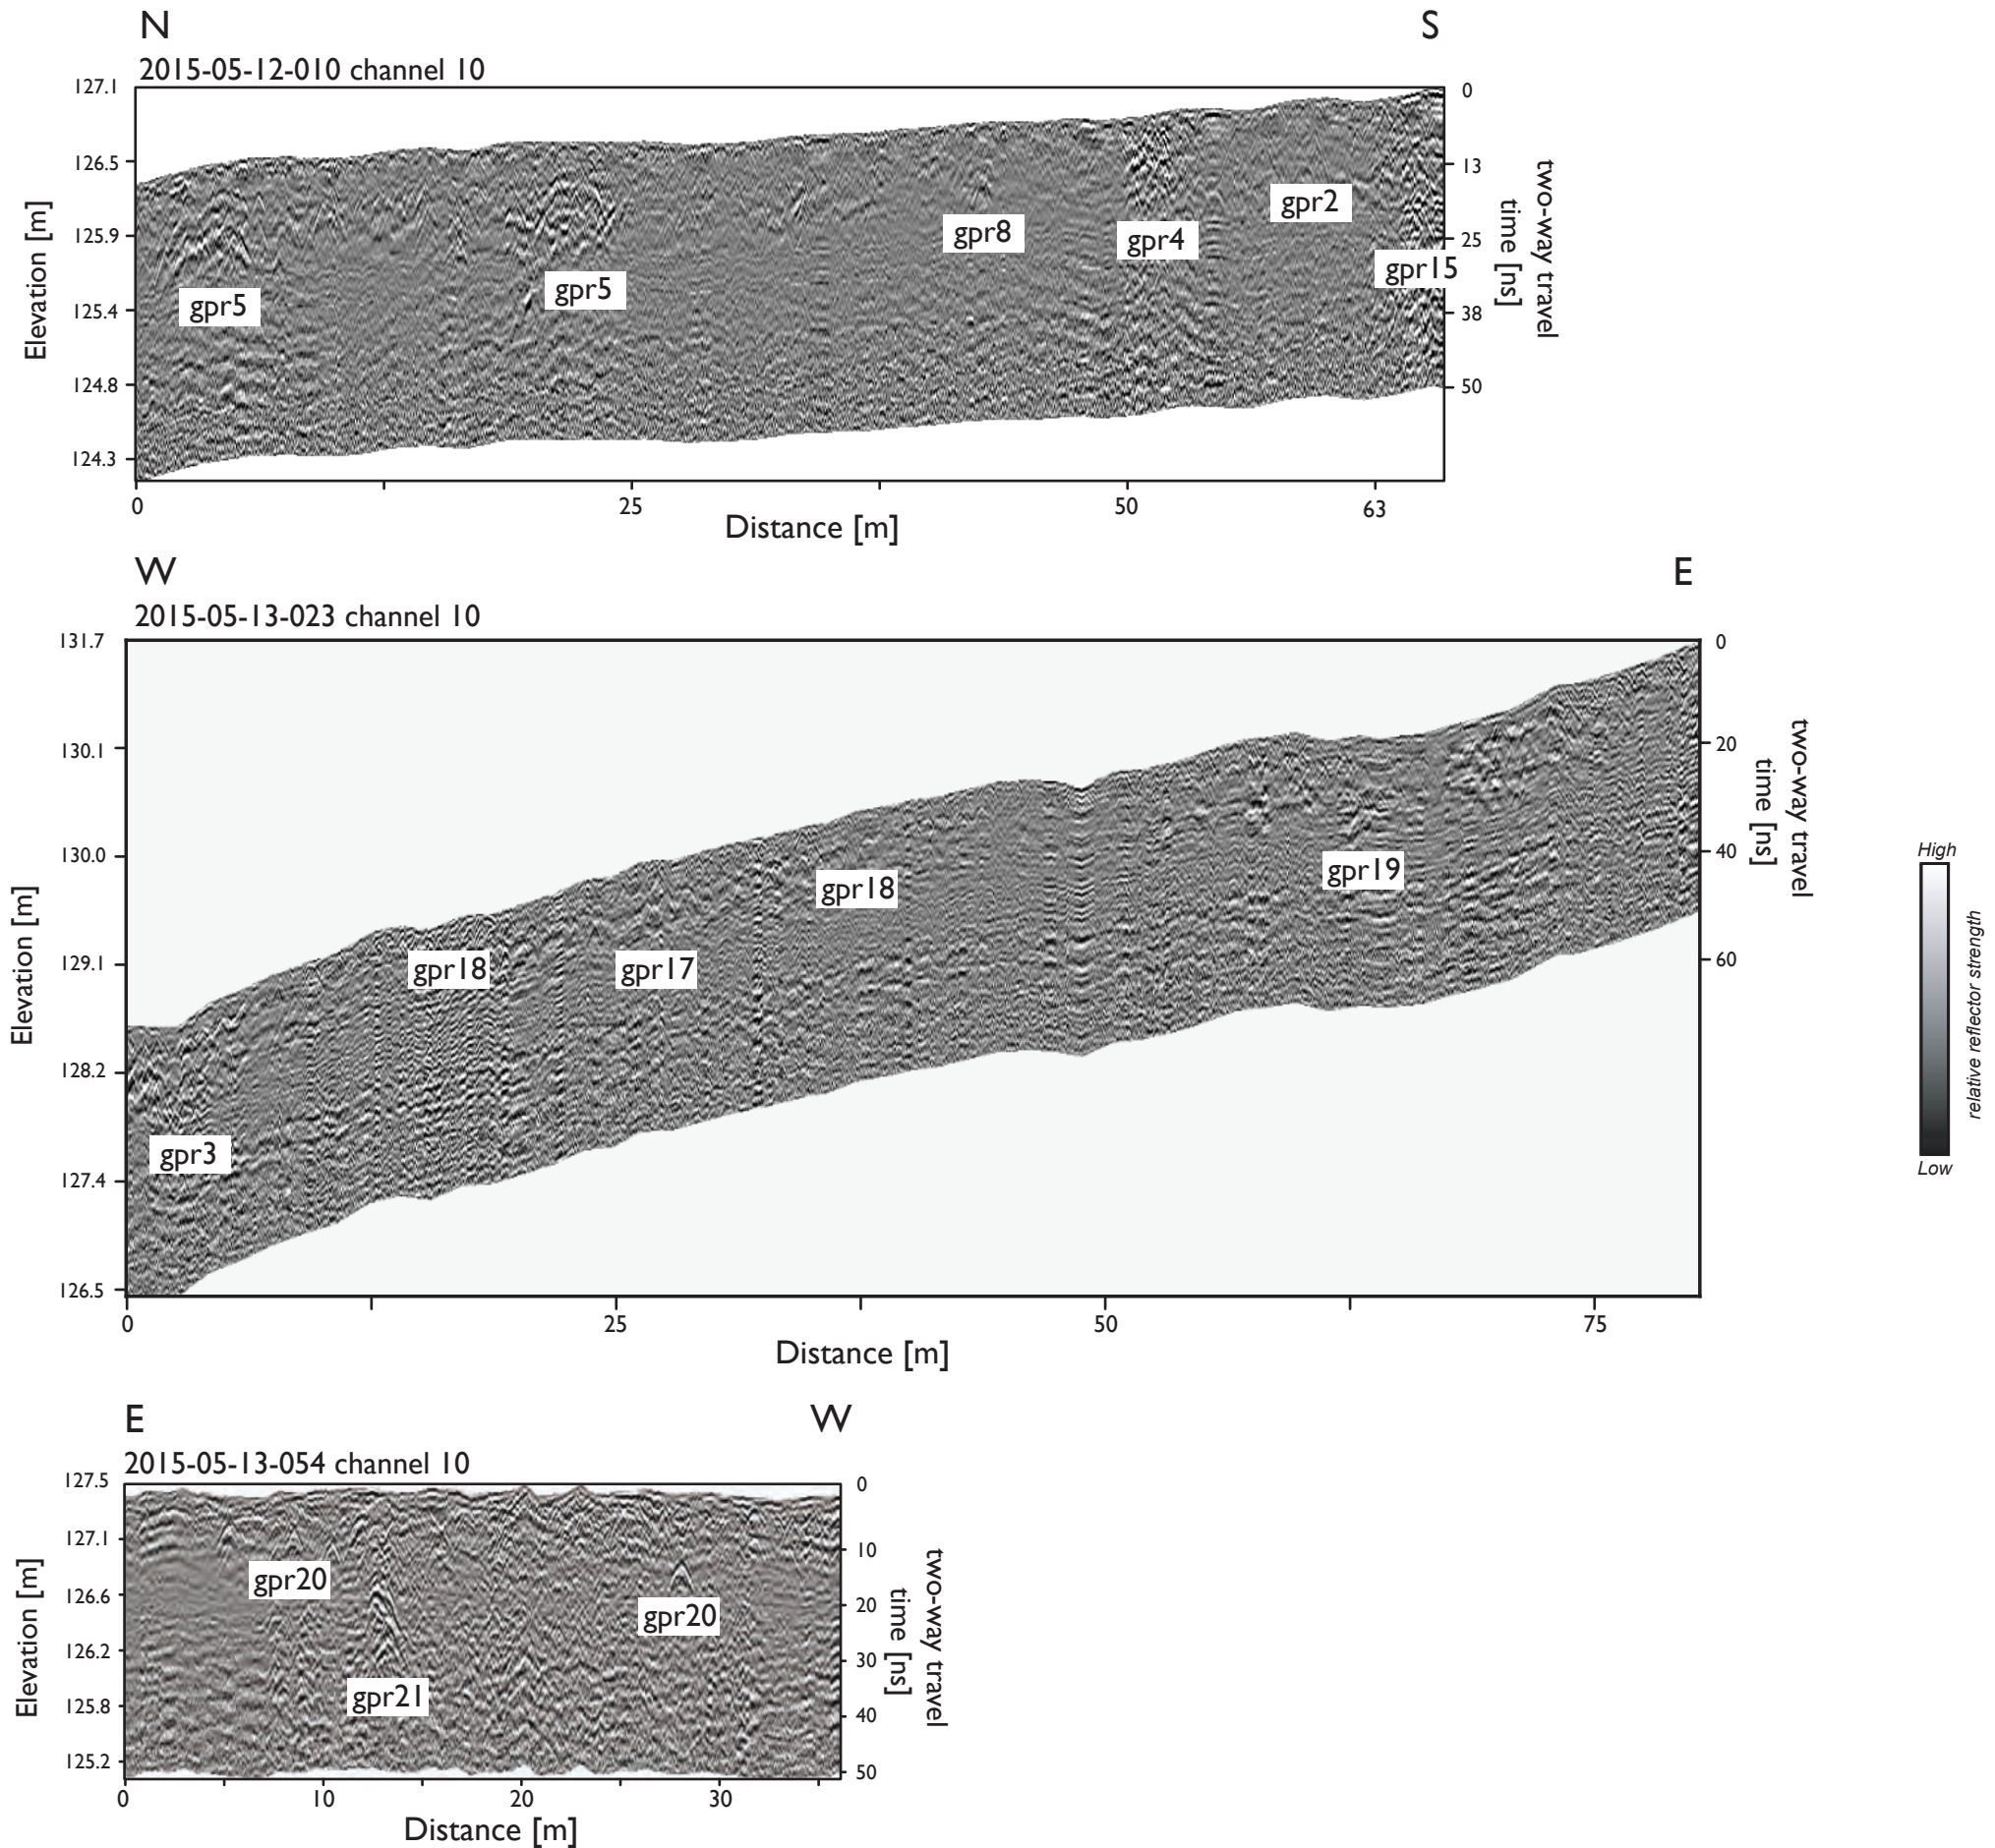 N
S
2015-05-12-010 channel 10
127.1
126.5
125.9
125.4
124.8
124.3
Elevation [m]
0
13
25
38
50
two-way travel
time [ns]
gpr5
gpr5
gpr8
gpr4
gpr2
gpr15
0
25
50
63
Distance [m]
W
E
2015-05-13-023 channel 10
131.7
130.1
130.0
129.1
128.2
127.4
126.5
Elevation [m]
0
20
40
60
two-way travel
time [ns]
gpr3
gpr18
gpr17
gpr18
gpr19
0
25
50
75
Distance [m]
High
relative reflector strength
Low
E
W
2015-05-13-054 channel 10
127.5
127.1
126.6
126.2
125.8
125.2
Elevation [m]
0
10
20
30
40
50
two-way travel
time [ns]
gpr20
gpr21
gpr20
0
10
20
30
Distance [m]